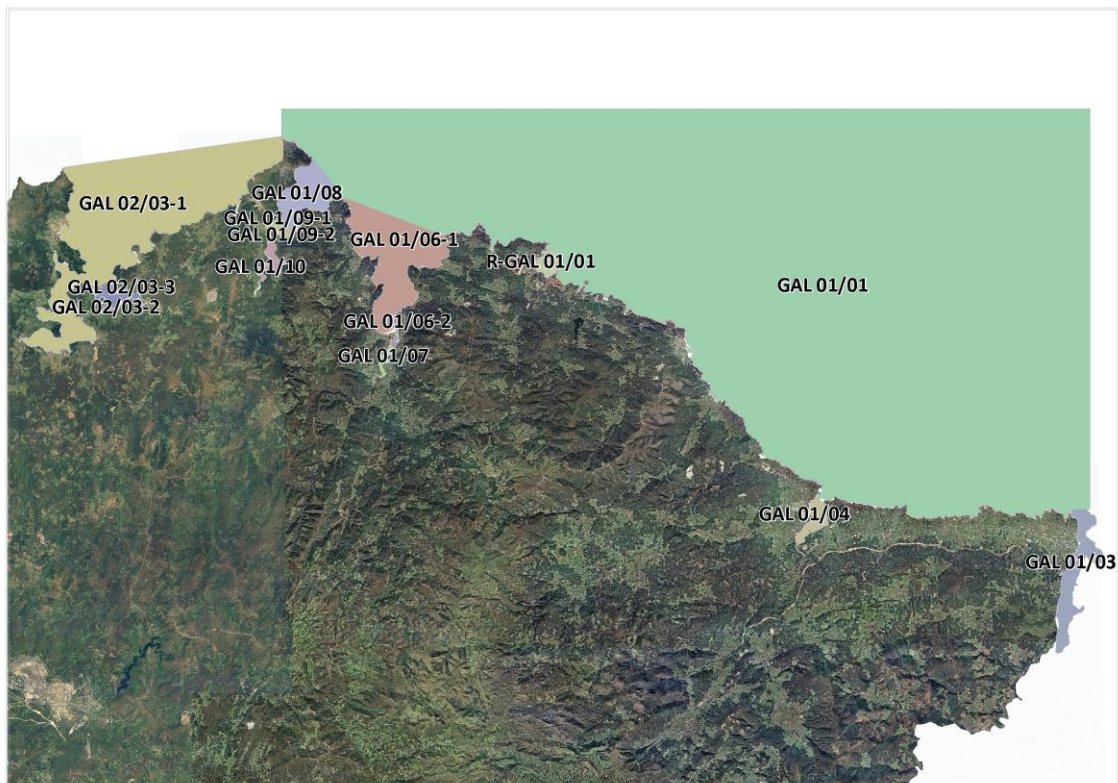 GAL 02/03-1
GAL 01/08
GAL 01/09-1
GAL 01/09-2
GAL 01/06-1
GAL 01/10
R-GAL 01/01
GAL 01/01
GAL 02/03-3
GAL 02/03-2
GAL 01/06-2
GAL 01/07
GAL 01/04
GAL 01/03